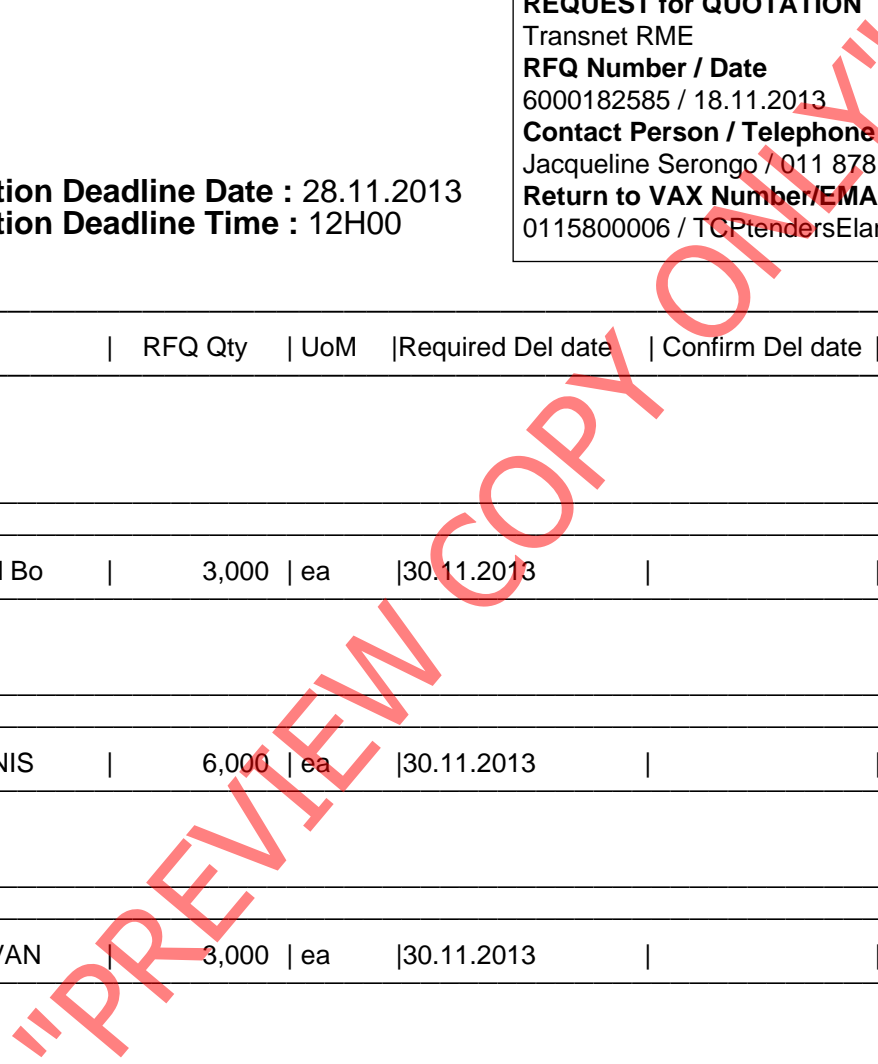 REQUEST for QUOTATION
Transnet RME
RFQ Number / Date
6000182585 / 18.11.2013
Contact Person / Telephone
Jacqueline Serongo / 011 878
Return to VAX Number/EMA
0115800006 / TCPtendersElan
tion Deadline Date : 28.11.2013
tion Deadline Time : 12H00
| RFQ Qty | UoM |Required Del date | Confirm Del date |
Bo | 3,000 | ea |30.11.2013 | |
NIS | 6,000 | ea |30.11.2013 | |
VAN | 3,000 | ea |30.11.2013 | |
"PREVIEW COPY ONLY"